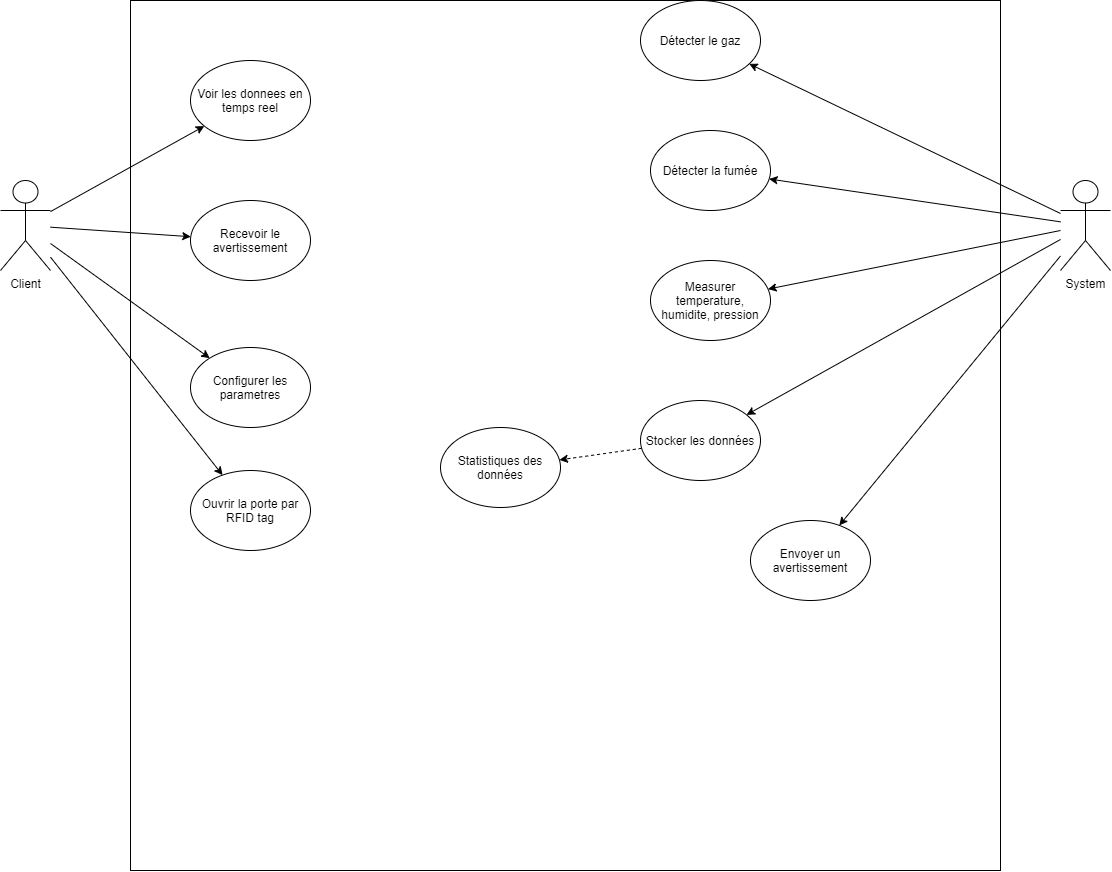 Détecter le gaz
Voir les donnees en
temps reel
Détecter la fumée
Recevoir le
avertissement
Client
System
Measurer
temperature,
humidite, pression
Configurer les
parametres
Stocker les données
Statistiques des
données
Ouvrir la porte par
RFID tag
Envoyer un
avertissement